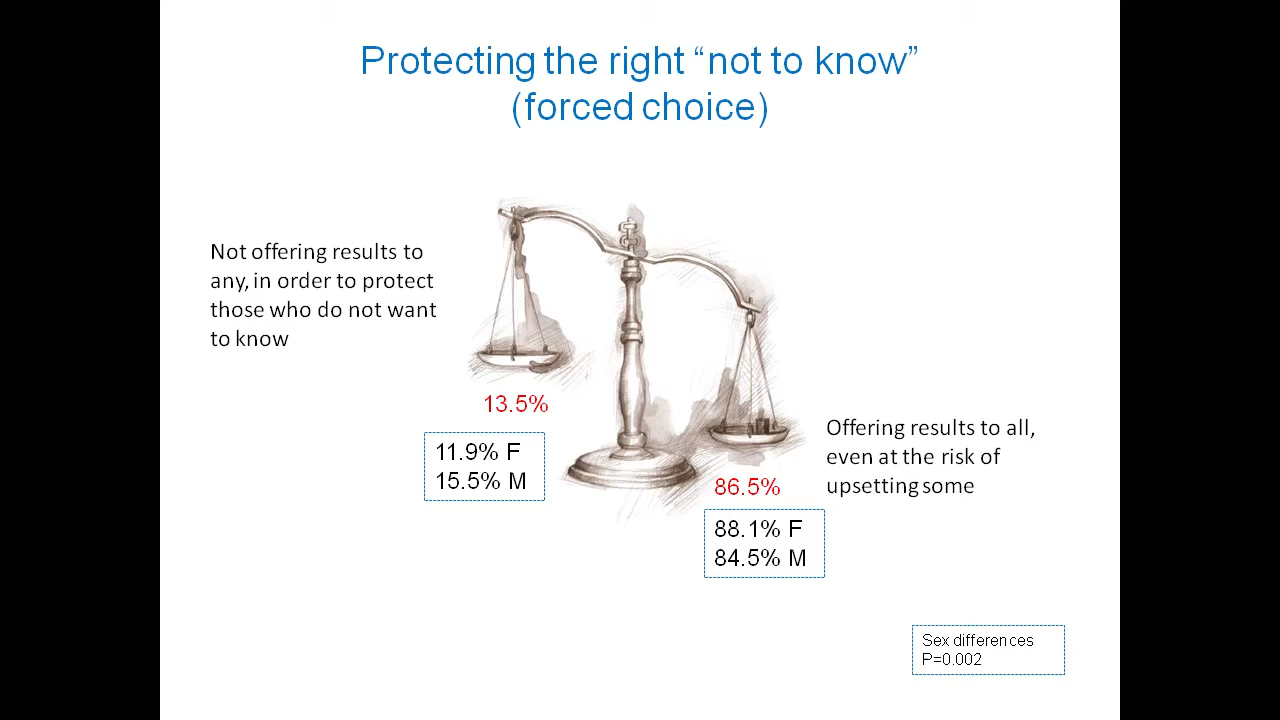 Protecting the right “not to know”
(forced choice)
Not offering results to
any, in order to protect
those who do not want
to know
13.5%
11.9% F
15.5% M
Offering results to all,
even at the risk of
upsetting some
86.5%
88.1% F
84.5% M
Sex differences
P=0.002